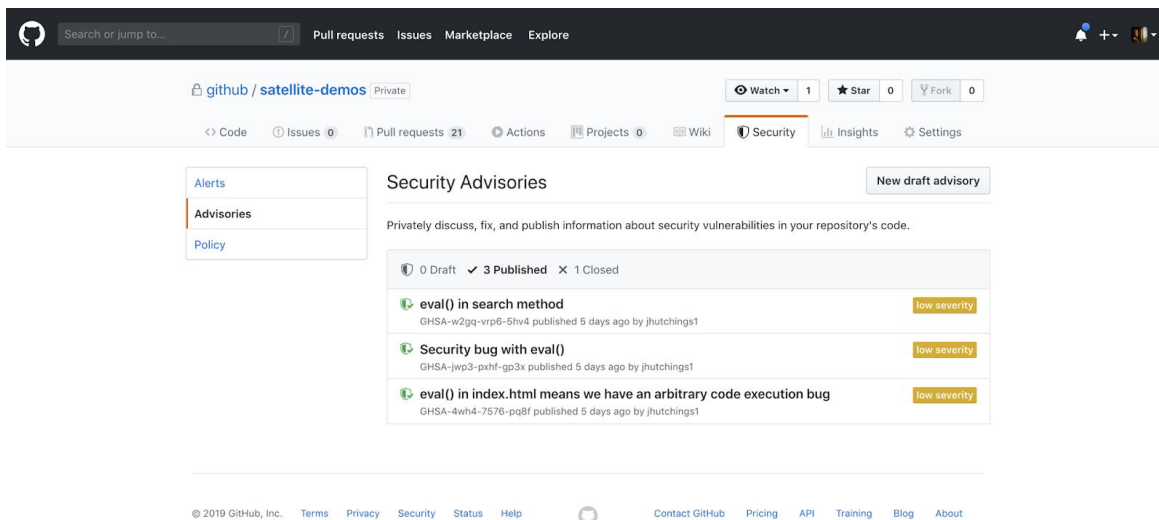 Search or jump to... / Pull requests Issues Marketplace Explore
github / satellite-demos Private Watch 1 Star 0 Fork 0
Code Issues 0 Pull requests 21 Actions Projects 0 Wiki Security Insights Settings
Alerts
Advisories
Policy
Security Advisories New draft advisory
Privately discuss, fix, and publish information about security vulnerabilities in your repository's code.
0 Draft 3 Published 1 Closed
eval() in search method low severity
GHSA-w2gq-vrp6-5hv4 published 5 days ago by jhutchings1
Security bug with eval() low severity
GHSA-jwp3-pxhf-gp3x published 5 days ago by jhutchings1
eval() in index.html means we have an arbitrary code execution bug low severity
GHSA-4wh4-7576-pq8f published 5 days ago by jhutchings1
© 2019 GitHub, Inc. Terms Privacy Security Status Help Contact GitHub Pricing API Training Blog About